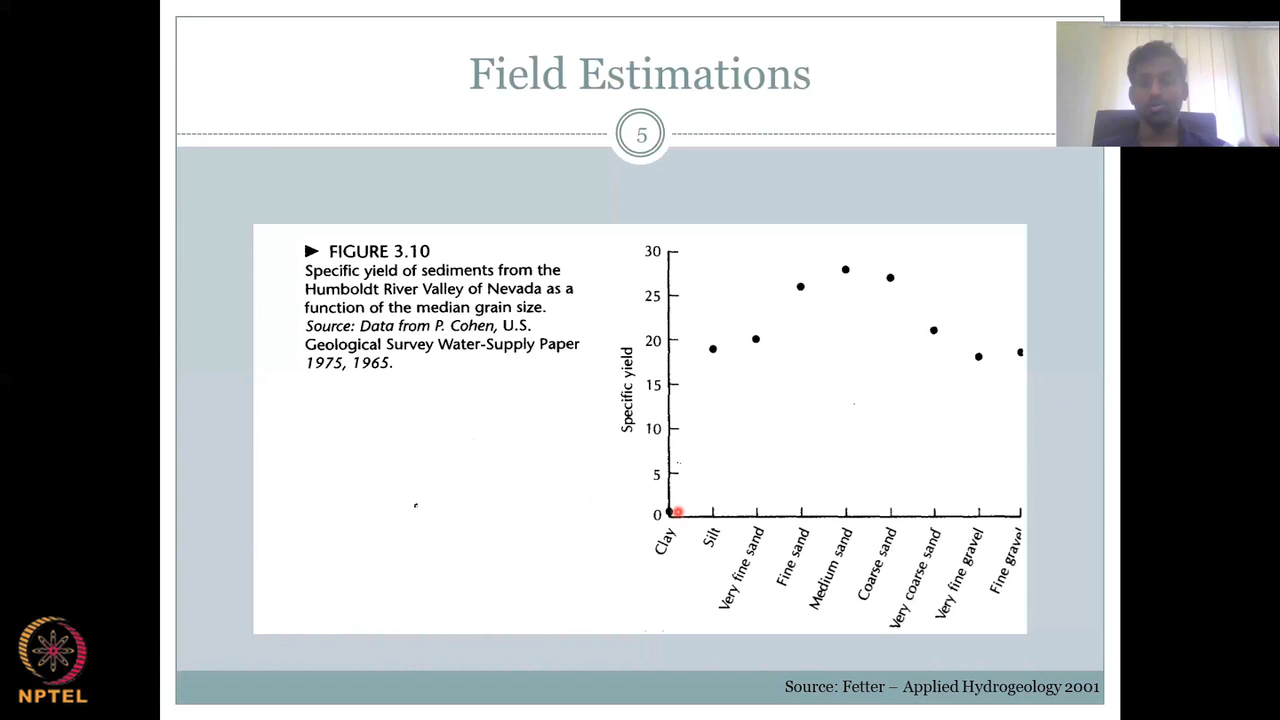 Field Estimations
5
► FIGURE 3.10
Specific yield of sediments from the
Humboldt River Valley of Nevada as a
function of the median grain size.
Source: Data from P. Cohen, U.S.
Geological Survey Water-Supply Paper
1975, 1965.
Specific yield
30
25
20
15
10
5
0
Clay
Silt
Very fine sand
Fine sand
Medium sand
Coarse sand
Very coarse sand
Very fine gravel
Fine gravel
NPTEL
Source: Fetter – Applied Hydrogeology 2001